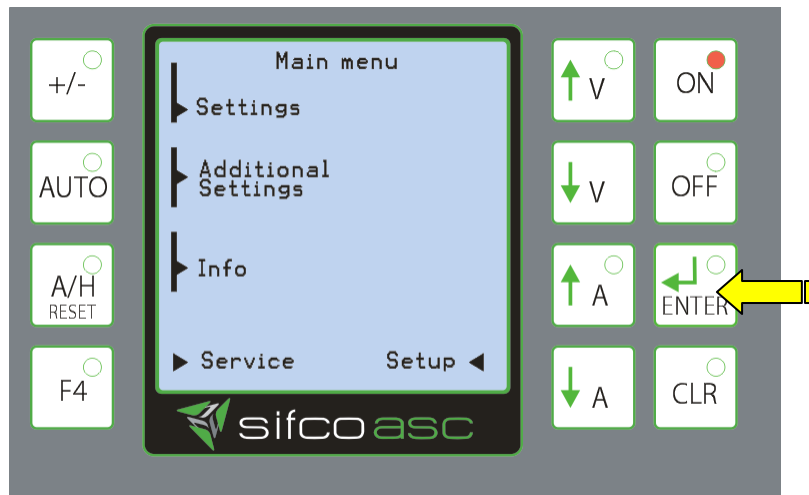 +/-
AUTO
A/H
RESET
F4
Main menu
Settings
Additional
Settings
Info
Service Setup
sifco asc
V
V
A
A
ON
OFF
ENTER
CLR